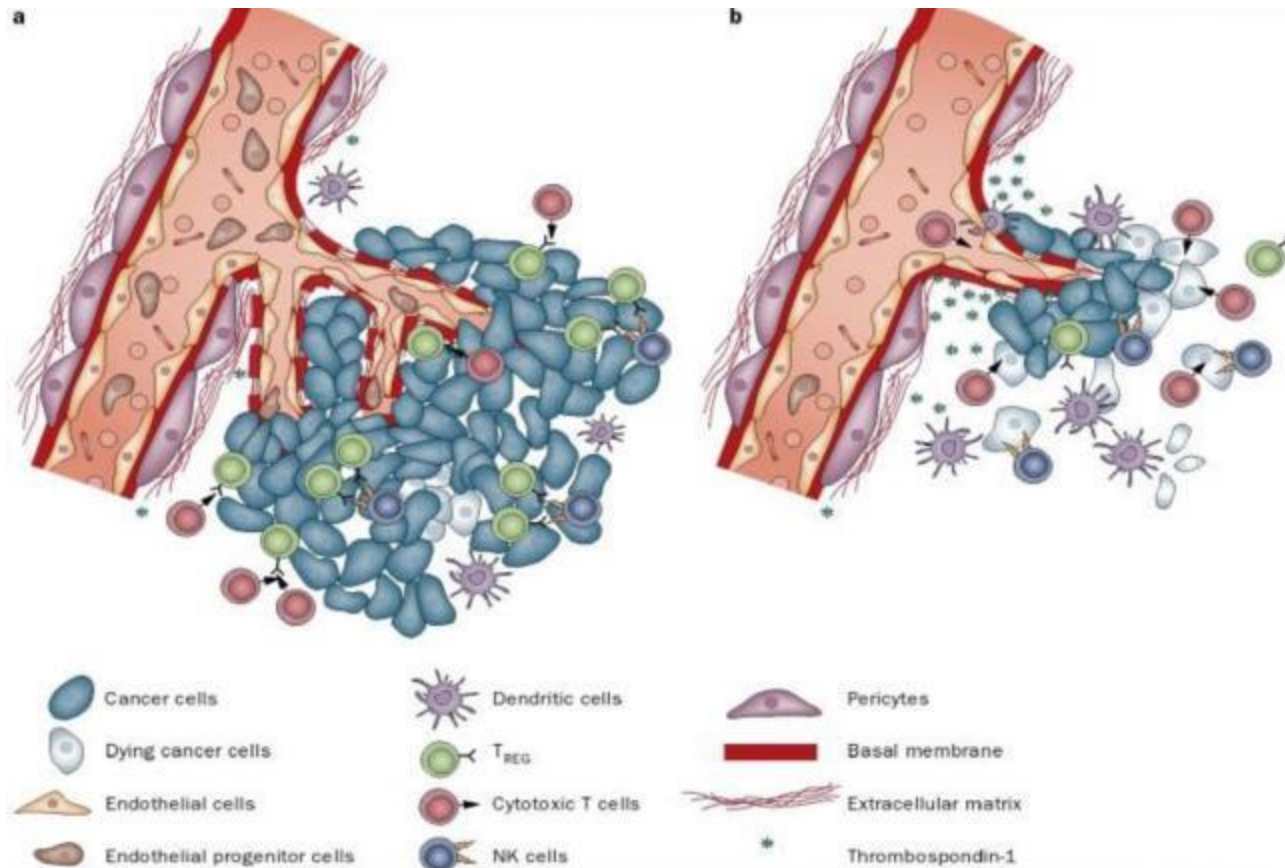 a
b
Cancer cells
Dendritic cells
Pericytes
Dying cancer cells
TREG
Basal membrane
Endothelial cells
Cytotoxic T cells
Extracellular matrix
Endothelial progenitor cells
NK cells
Thrombospondin-1